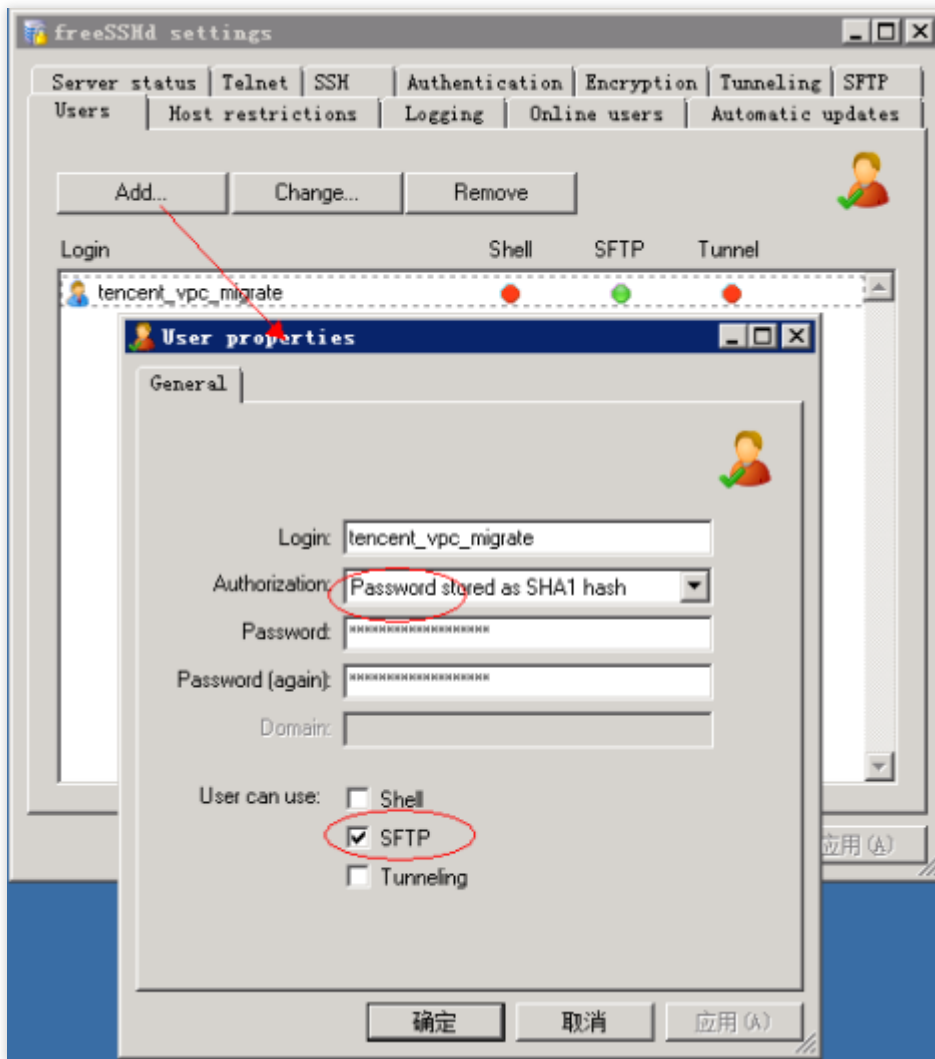 freeSSHd settings
Server status Telnet SSH Authentication Encryption Tunneling SFTP
Users Host restrictions Logging Online users Automatic updates
Add... Change... Remove
Login Shell SFTP Tunnel
tencent_vpc_migrate
User properties
General
Login: tencent_vpc_migrate
Authorization: Password stored as SHA1 hash
Password: *******************
Password (again): *******************
Domain:
User can use: Shell
SFTP
应用(A)
Tunneling
确定 取消 应用(A)